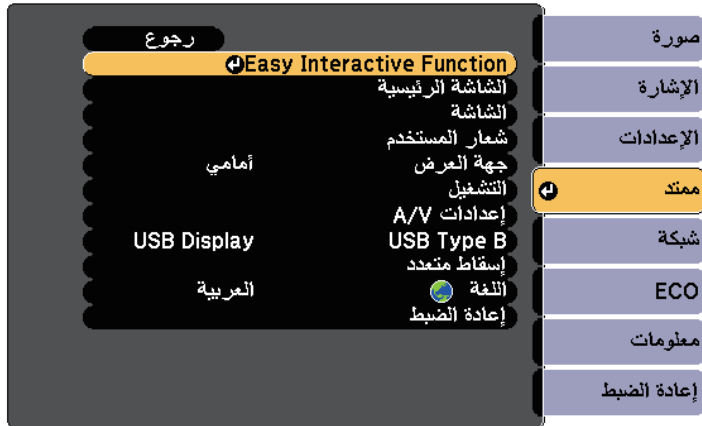 صورة
الإشارة
الإعدادات
ممتد
شبكة
ECO
معلومات
إعادة الضبط
رجوع
Easy Interactive Function
الشاشة الرئيسية
الشاشة
شعار المستخدم
جهة العرض أمامي
التشغيل
إعدادات A/V
USB Type B USB Display
إسقاط متعدد
اللغة العربية
إعادة الضبط